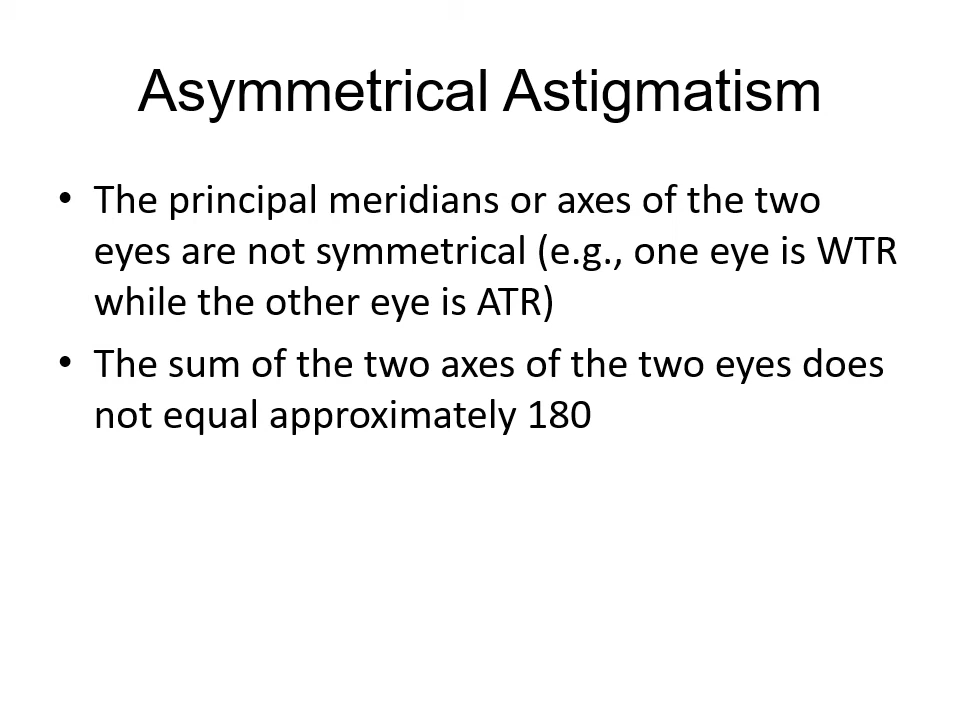 Asymmetrical Astigmatism
• The principal meridians or axes of the two
eyes are not symmetrical (e.g., one eye is WTR
while the other eye is ATR)
• The sum of the two axes of the two eyes does
not equal approximately 180